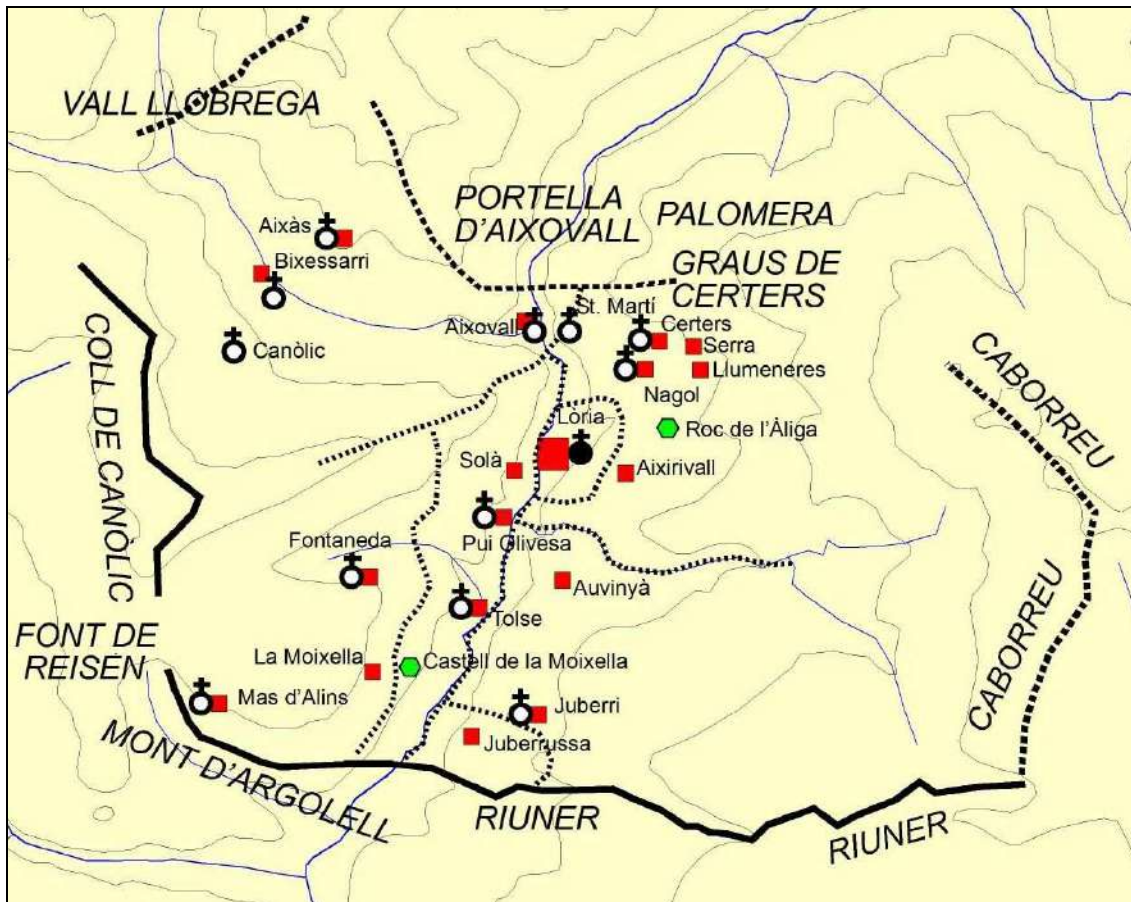 VALL LLÒBREGA
PORTELLA
D'AIXOVALL
PALOMERA
Aixàs
Bixessarri
GRAUS DE
CERTERS
St. Martí
Aixovall
Certers
Serra
Canòlic
Llumeneres
Nagol
COLL DE CANÒLIC
CABORREU
Lòria
Roc de l'Àliga
Solà
Aixirivall
Pui Olivesa
Fontaneda
Auvinyà
Tolse
FONT DE
REISEN
La Moixella
Castell de la Moixella
CABORREU
Mas d'Alins
Juberri
Juberrussa
MONT D'ARGOLELL
RIUNER
RIUNER